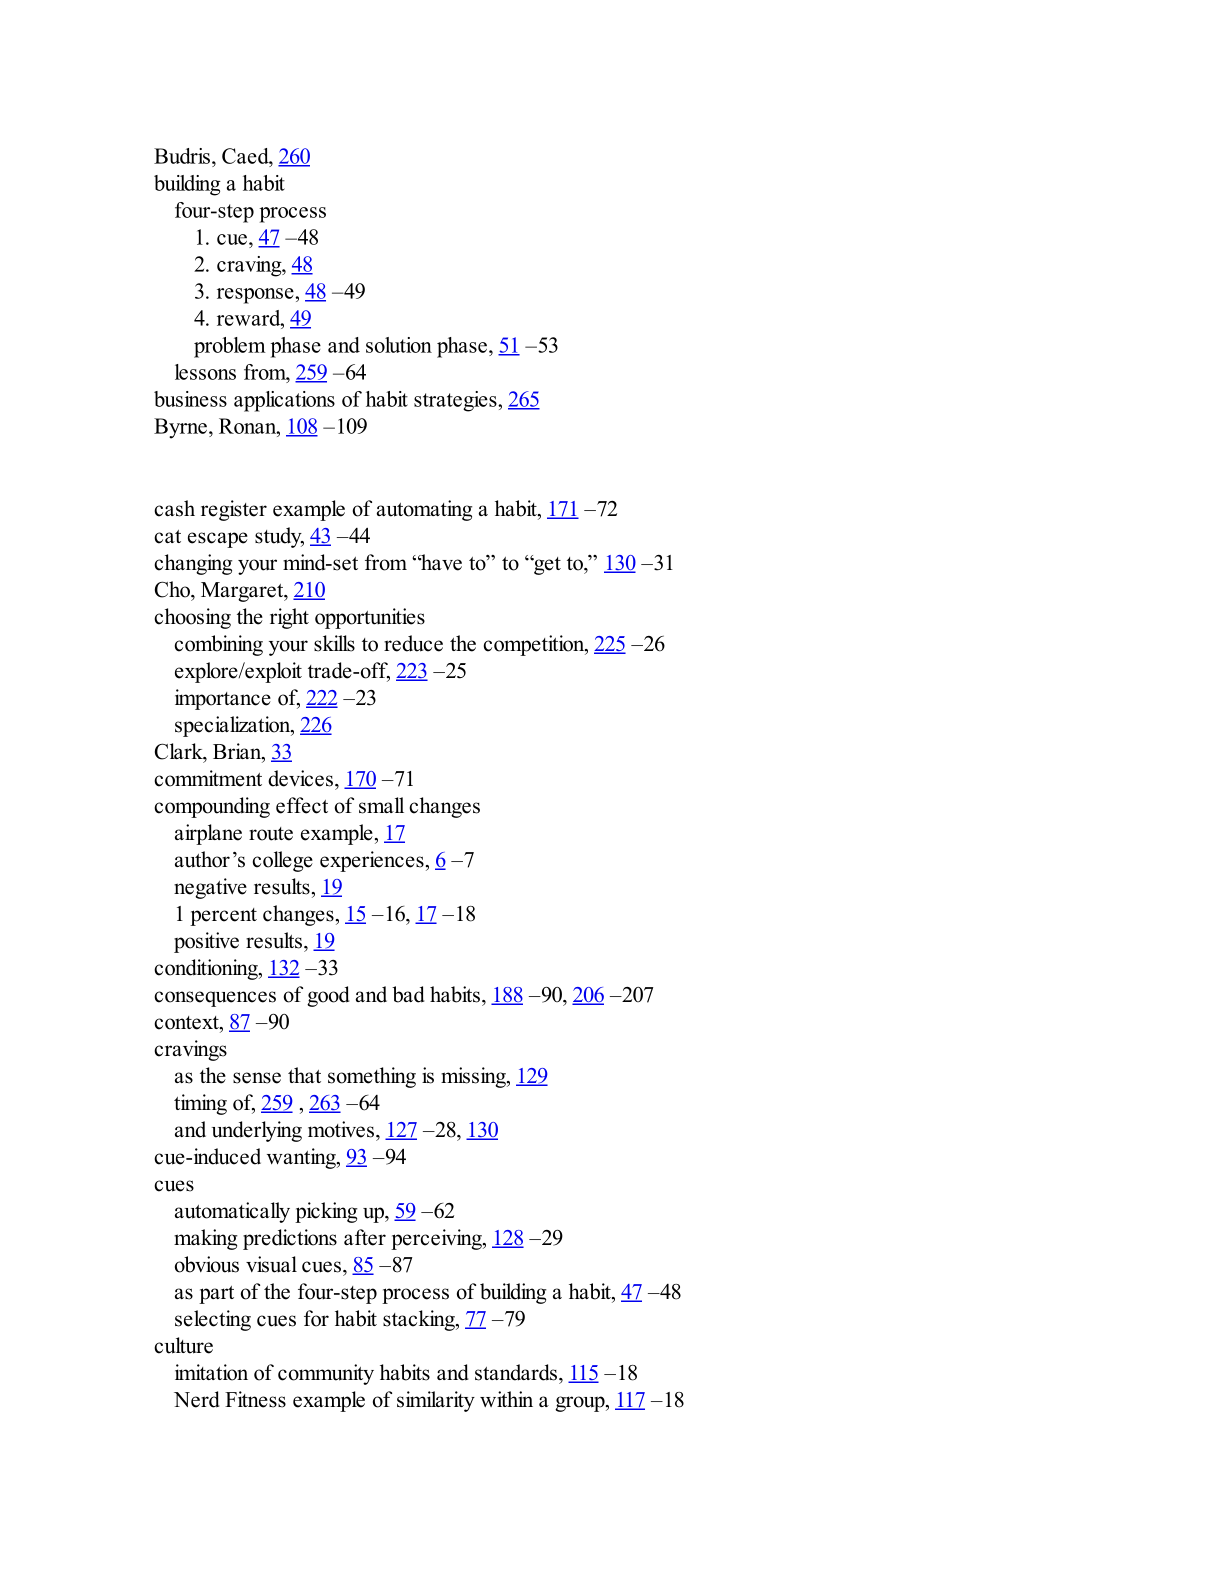 Budris, Caed, 260
building a habit
four-step process
1. cue, 47 –48
2. craving, 48
3. response, 48 –49
4. reward, 49
problem phase and solution phase, 51 –53
lessons from, 259 –64
business applications of habit strategies, 265
Byrne, Ronan, 108 –109
cash register example of automating a habit, 171 –72
cat escape study, 43 –44
changing your mind-set from “have to” to “get to,” 130 –31
Cho, Margaret, 210
choosing the right opportunities
combining your skills to reduce the competition, 225 –26
explore/exploit trade-off, 223 –25
importance of, 222 –23
specialization, 226
Clark, Brian, 33
commitment devices, 170 –71
compounding effect of small changes
airplane route example, 17
author’s college experiences, 6 –7
negative results, 19
1 percent changes, 15 –16, 17 –18
positive results, 19
conditioning, 132 –33
consequences of good and bad habits, 188 –90, 206 –207
context, 87 –90
cravings
as the sense that something is missing, 129
timing of, 259 , 263 –64
and underlying motives, 127 –28, 130
cue-induced wanting, 93 –94
cues
automatically picking up, 59 –62
making predictions after perceiving, 128 –29
obvious visual cues, 85 –87
as part of the four-step process of building a habit, 47 –48
selecting cues for habit stacking, 77 –79
culture
imitation of community habits and standards, 115 –18
Nerd Fitness example of similarity within a group, 117 –18